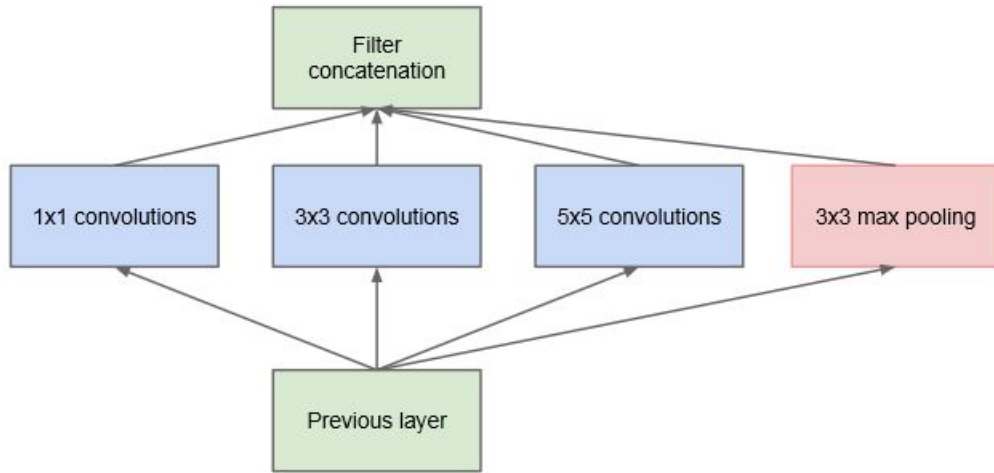 Filter
concatenation
1x1 convolutions
3x3 convolutions
5x5 convolutions
3x3 max pooling
Previous layer